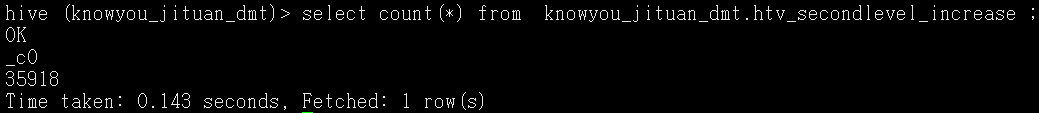 hive (knowyou_jituan_dmt)> select count(*) from  knowyou_jituan_dmt.htv_secondlevel_increase ;
OK
_c0
35918
Time taken: 0.143 seconds, Fetched: 1 row(s)